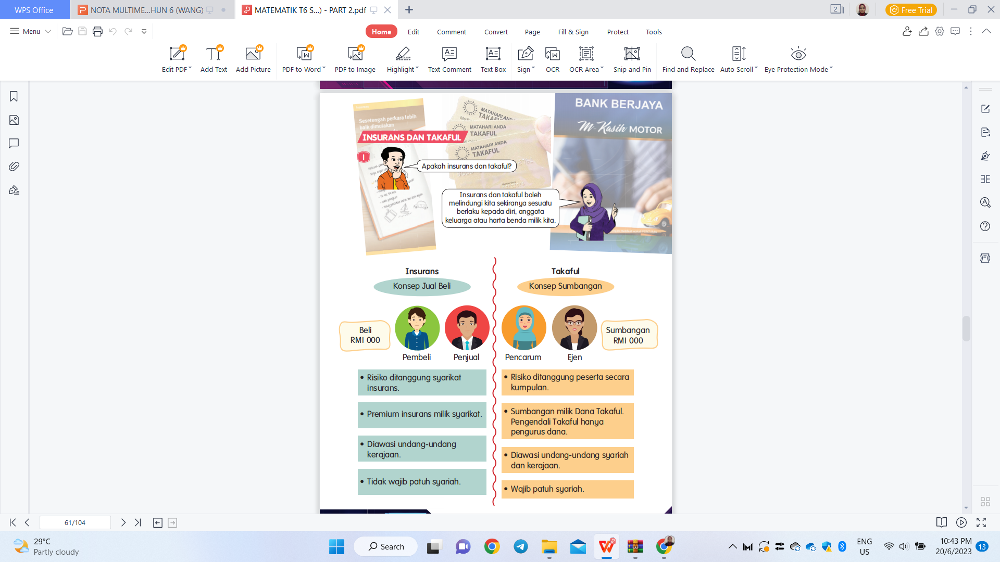 WPS Office
NOTA MULTIME...HUN 6 (WANG)
MATEMATIK T6 S...) - PART 2.pdf
2
Free Trial
Menu
Home
Edit
Comment
Convert
Page
Fill & Sign
Protect
Tools
Edit PDF
Add Text
Add Picture
PDF to Word
PDF to Image
Highlight
Text Comment
Text Box
Sign
OCR
OCR Area
Snip and Pin
Find and Replace
Auto Scroll
Eye Protection Mode
Sesetengah perkara lebih
baik dimulakan
MATAHARI ANDA
TAKAFUL
MATAHARI ANDA
TAKAFUL
MATAHARI ANDA
TAKAFUL
BANK BERJAYA
M-Kasih MOTOR
INSURANS DAN TAKAFUL
1
Apakah insurans dan takaful?
Insurans dan takaful boleh
melindungi kita sekiranya sesuatu
berlaku kepada diri, anggota
keluarga atau harta benda milik kita.
Insurans
Konsep Jual Beli
Beli
RM1 000
Pembeli
Penjual
• Risiko ditanggung syarikat
insurans.
• Premium insurans milik syarikat.
• Diawasi undang-undang
kerajaan.
• Tidak wajib patuh syariah.
Takaful
Konsep Sumbangan
Pencarum
Ejen
Sumbangan
RM1 000
• Risiko ditanggung peserta secara
kumpulan.
• Sumbangan milik Dana Takaful.
Pengendali Takaful hanya
pengurus dana.
• Diawasi undang-undang syariah
dan kerajaan.
• Wajib patuh syariah.
61/104
29°C
Partly cloudy
Search
ENG
US
10:43 PM
20/6/2023
13